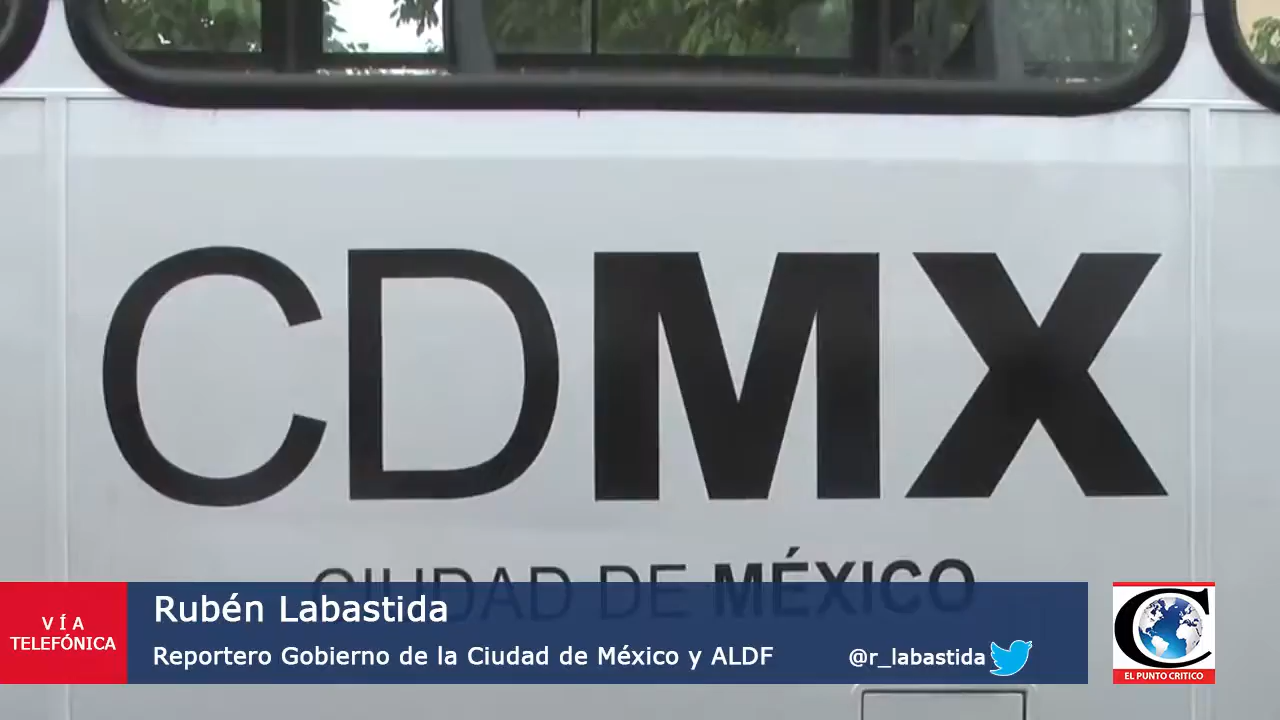 CDMX
CIUDAD DE MÉXICO
VÍA
TELEFÓNICA
Rubén Labastida
Reportero Gobierno de la Ciudad de México y ALDF
@r_labastida
C
EL PUNTO CRITICO